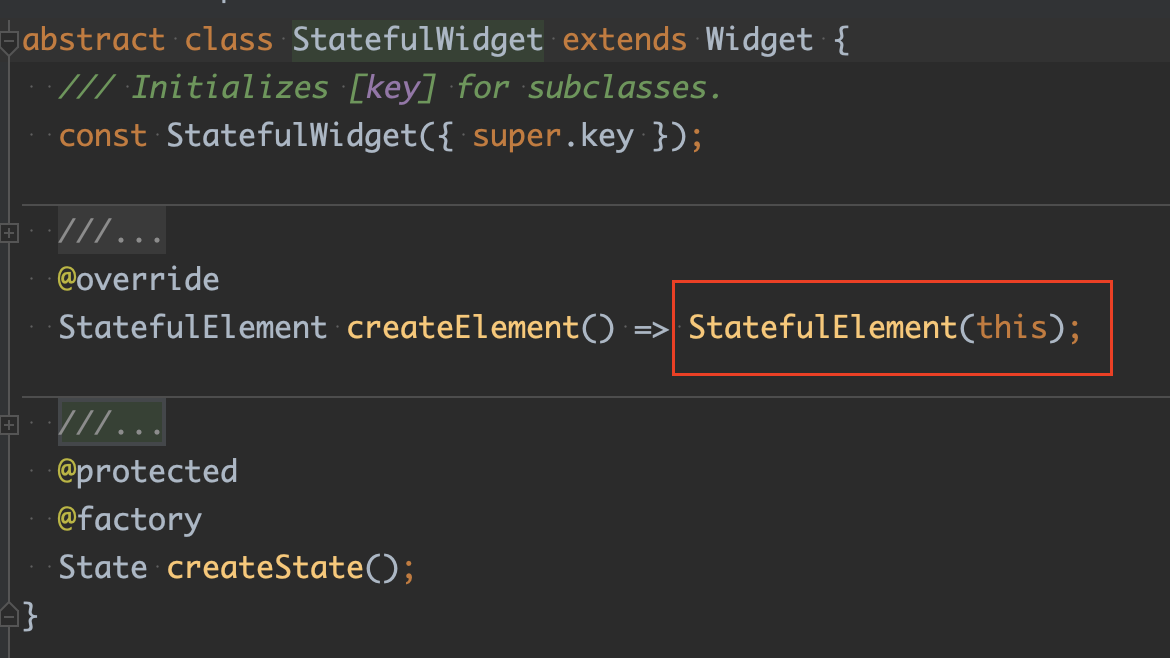 abstract class StatefulWidget extends Widget {
/// Initializes [key] for subclasses.
const StatefulWidget({ super.key });
///...
@override
StatefulElement createElement() => StatefulElement(this);
///...
@protected
@factory
State createState();
}